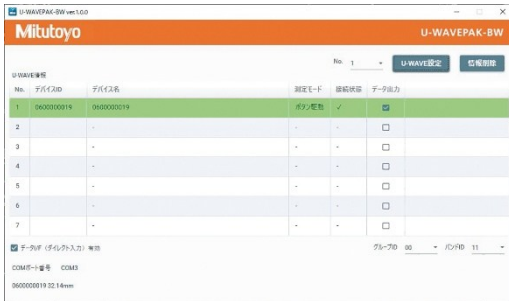 U-WAVEPAK-BW ver.1.0.0
Mitutoyo U-WAVEPAK-BW
No. 1 U-WAVE設定 情報削除
U-WAVE情報
No. デバイスID デバイス名 測定モード 接続状態 データ出力
1 0600000019 0600000019 ボタン駆動 ✓
2 - - -
3 - - -
4 - - -
5 - - -
6 - - -
7 - - -
データI/F（ダイレクト入力）有効 グループID 00 バンドID 11
COMポート番号 COM3
0600000019 32.14mm